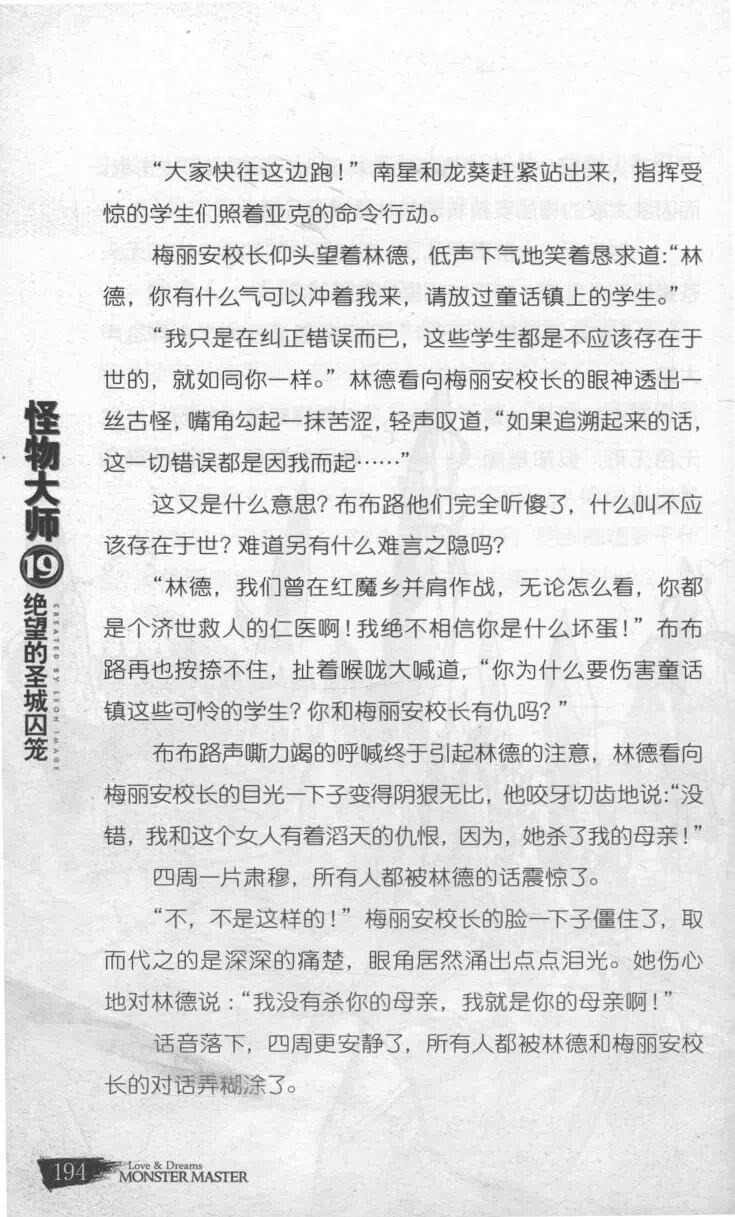 “大家快往这边跑！”南星和龙葵赶紧站出来，指挥受
惊的学生们照着亚克的命令行动。
梅丽安校长仰头望着林德，低声下气地笑着恳求道：“林
德，你有什么气可以冲着我来，请放过童话镇上的学生。”
“我只是在纠正错误而已，这些学生都是不应该存在于
世的，就如同你一样。”林德看向梅丽安校长的眼神透出一
丝古怪，嘴角勾起一抹苦涩，轻声叹道，“如果追溯起来的话，
这一切错误都是因我而起……”
这又是什么意思？布布路他们完全听傻了，什么叫不应
该存在于世？难道另有什么难言之隐吗？
“林德，我们曾在红魔乡并肩作战，无论怎么看，你都
是个济世救人的仁医啊！我绝不相信你是什么坏蛋！”布布
路再也按捺不住，扯着喉咙大喊道，“你为什么要伤害童话
镇这些可怜的学生？你和梅丽安校长有仇吗？”
布布路声嘶力竭的呼喊终于引起林德的注意，林德看向
梅丽安校长的目光一下子变得阴狠无比，他咬牙切齿地说：“没
错，我和这个女人有着滔天的仇恨，因为，她杀了我的母亲！”
四周一片肃穆，所有人都被林德的话震惊了。
“不，不是这样的！”梅丽安校长的脸一下子僵住了，取
而代之的是深深的痛楚，眼角居然涌出点点泪光。她伤心
地对林德说：“我没有杀你的母亲，我就是你的母亲啊！”
话音落下，四周更安静了，所有人都被林德和梅丽安校
长的对话弄糊涂了。
怪物大师
19
绝望的圣城囚笼
CREATED BY LEON IMAGE
194
Love & Dreams
MONSTER MASTER